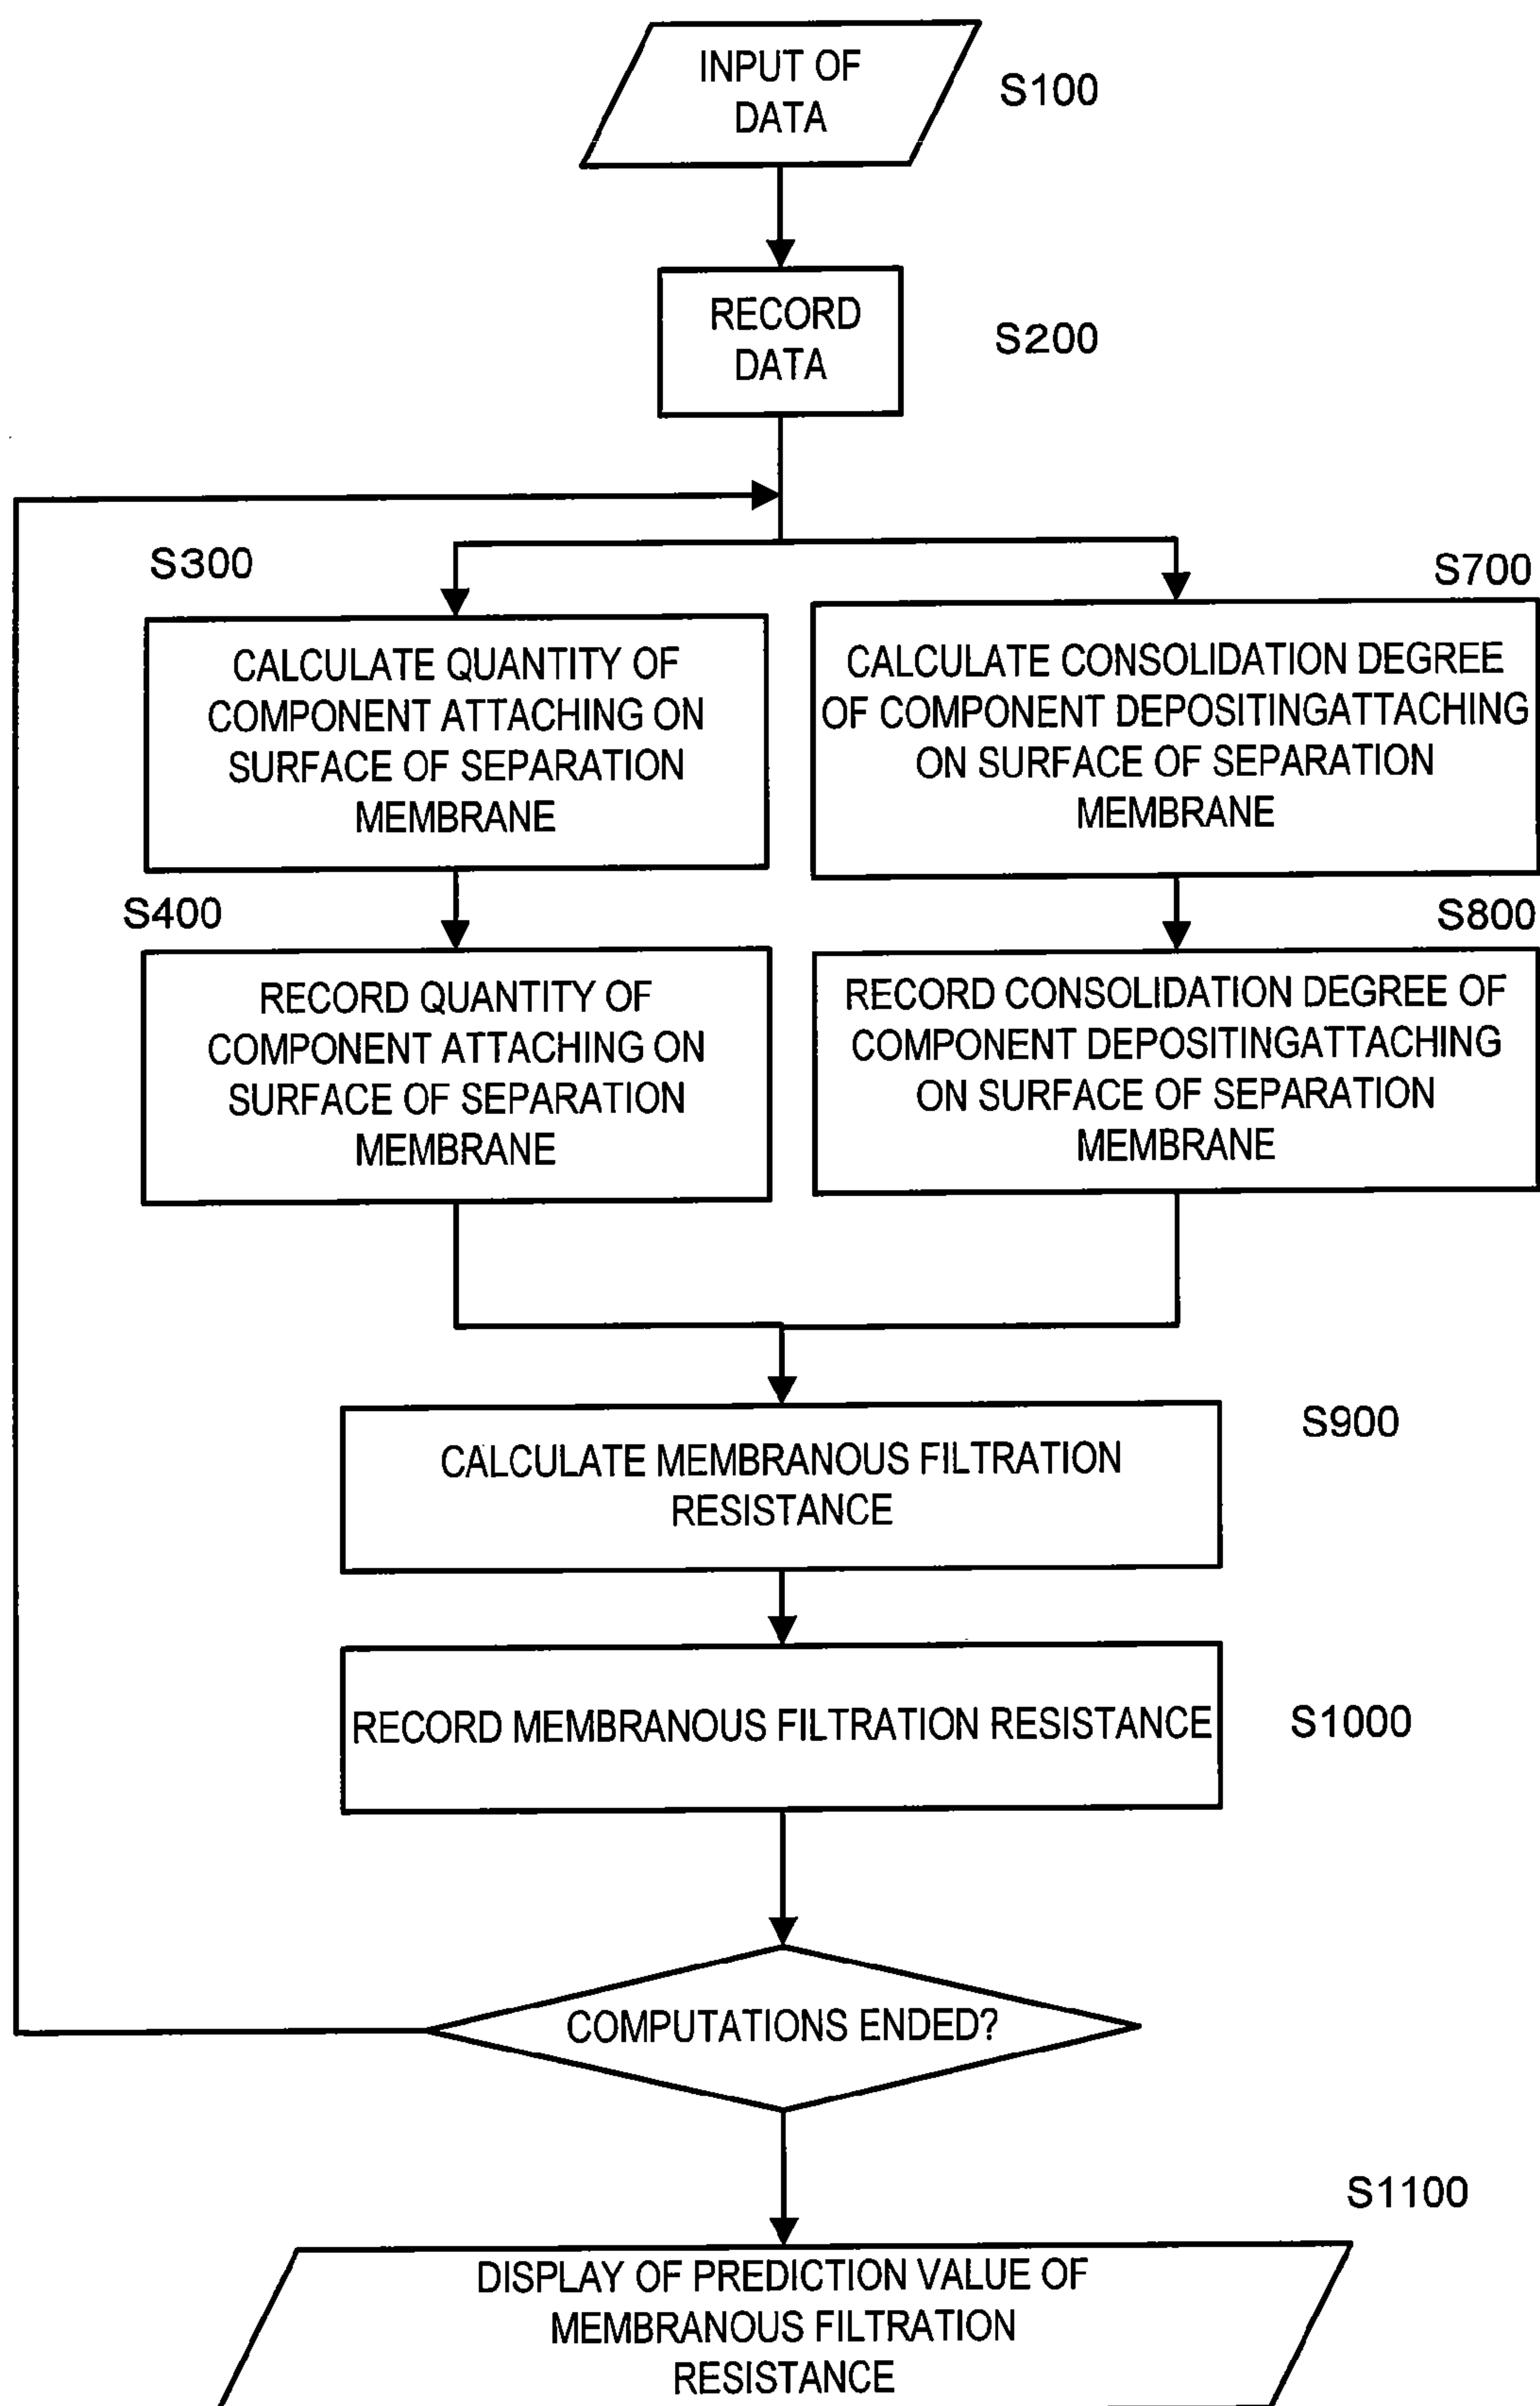 INPUT OF
DATA
S100
RECORD
DATA
S200
S300
CALCULATE QUANTITY OF
COMPONENT ATTACHING ON
SURFACE OF SEPARATION
MEMBRANE
S700
CALCULATE CONSOLIDATION DEGREE
OF COMPONENT DEPOSITINGATTACHING
ON SURFACE OF SEPARATION
MEMBRANE
S400
RECORD QUANTITY OF
COMPONENT ATTACHING ON
SURFACE OF SEPARATION
MEMBRANE
S800
RECORD CONSOLIDATION DEGREE OF
COMPONENT DEPOSITINGATTACHING
ON SURFACE OF SEPARATION
MEMBRANE
S900
CALCULATE MEMBRANOUS FILTRATION
RESISTANCE
RECORD MEMBRANOUS FILTRATION RESISTANCE
S1000
COMPUTATIONS ENDED?
S1100
DISPLAY OF PREDICTION VALUE OF
MEMBRANOUS FILTRATION
RESISTANCE